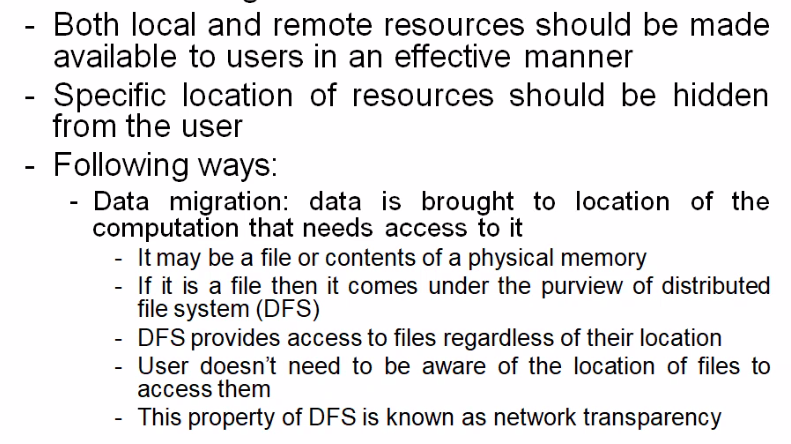 - Both local and remote resources should be made
available to users in an effective manner
- Specific location of resources should be hidden
from the user
- Following ways:
- Data migration: data is brought to location of the
computation that needs access to it
- It may be a file or contents of a physical memory
- If it is a file then it comes under the purview of distributed
file system (DFS)
- DFS provides access to files regardless of their location
- User doesn't need to be aware of the location of files to
access them
- This property of DFS is known as network transparency